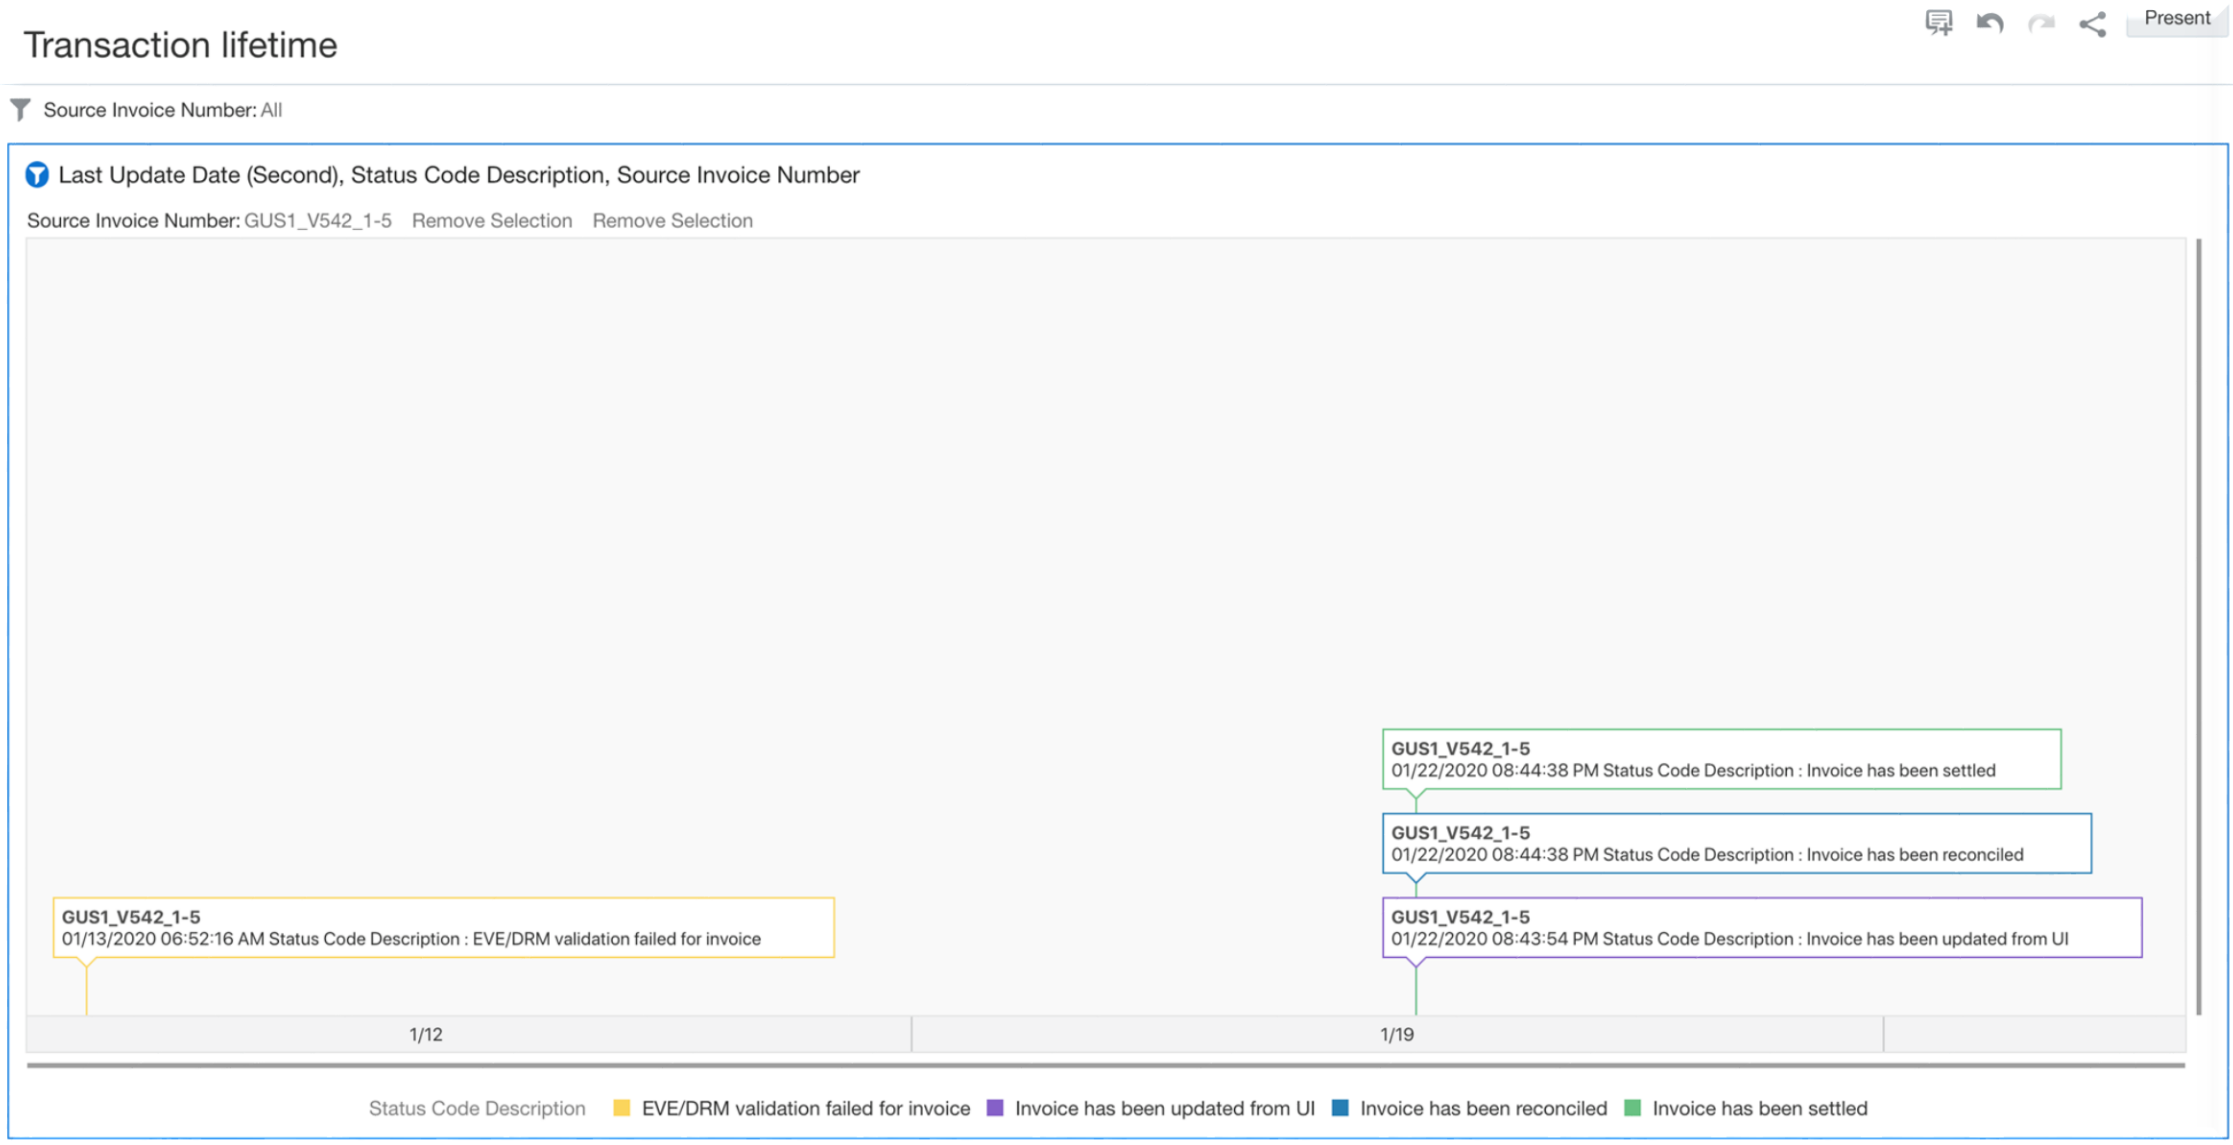 Present
Transaction lifetime
Source Invoice Number: All
Last Update Date (Second), Status Code Description, Source Invoice Number
Source Invoice Number: GUS1_V542_1-5 Remove Selection Remove Selection
GUS1_V542_1-5
01/22/2020 08:44:38 PM Status Code Description : Invoice has been settled
GUS1_V542_1-5
01/22/2020 08:44:38 PM Status Code Description : Invoice has been reconciled
GUS1_V542_1-5
01/13/2020 06:52:16 AM Status Code Description : EVE/DRM validation failed for invoice
GUS1_V542_1-5
01/22/2020 08:43:54 PM Status Code Description : Invoice has been updated from UI
1/12
1/19
Status Code Description EVE/DRM validation failed for invoice Invoice has been updated from UI Invoice has been reconciled Invoice has been settled